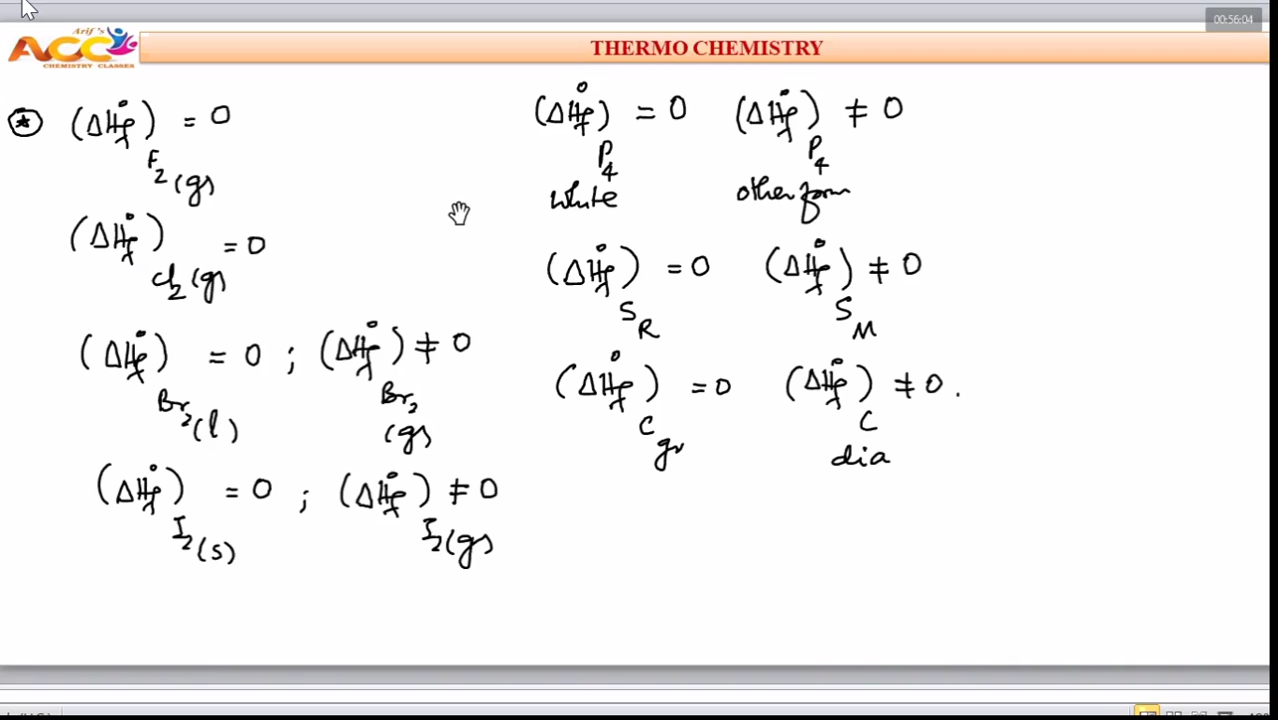 00:56:04
Arif's
ACC
CHEMISTRY CLASSES
THERMO CHEMISTRY
(ΔH°f) F₂(g) = 0
(ΔH°f) Cl₂(g) = 0
(ΔH°f) Br₂(l) = 0 ; (ΔH°f) Br₂(g) ≠ 0
(ΔH°f) I₂(s) = 0 ; (ΔH°f) I₂(g) ≠ 0
(ΔH°f) P₄ white = 0 (ΔH°f) P₄ other form ≠ 0
(ΔH°f) S_R = 0 (ΔH°f) S_M ≠ 0
(ΔH°f) C gr = 0 (ΔH°f) C dia ≠ 0.